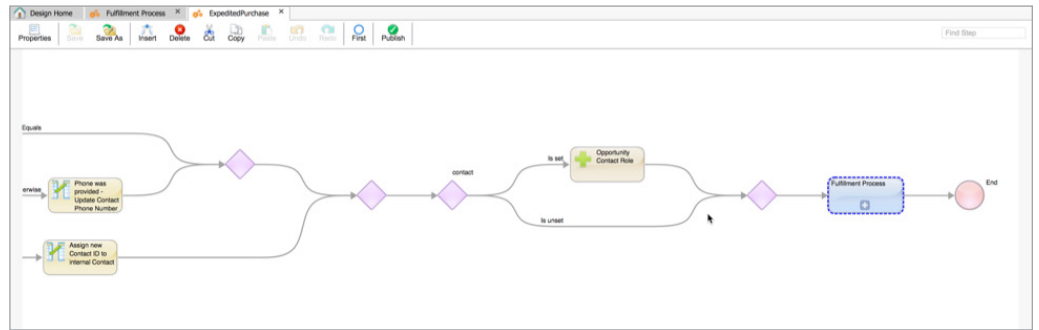 Design Home
Fulfillment Process
ExpeditedPurchase
Properties
Save
Save As
Insert
Delete
Cut
Copy
Paste
Undo
Redo
First
Publish
Find Step
Equals
erwise
Phone was
provided -
Update Contact
Phone Number
Assign new
Contact ID to
internal Contact
contact
Is set
Opportunity
Contact Role
Is unset
Fulfillment Process
End